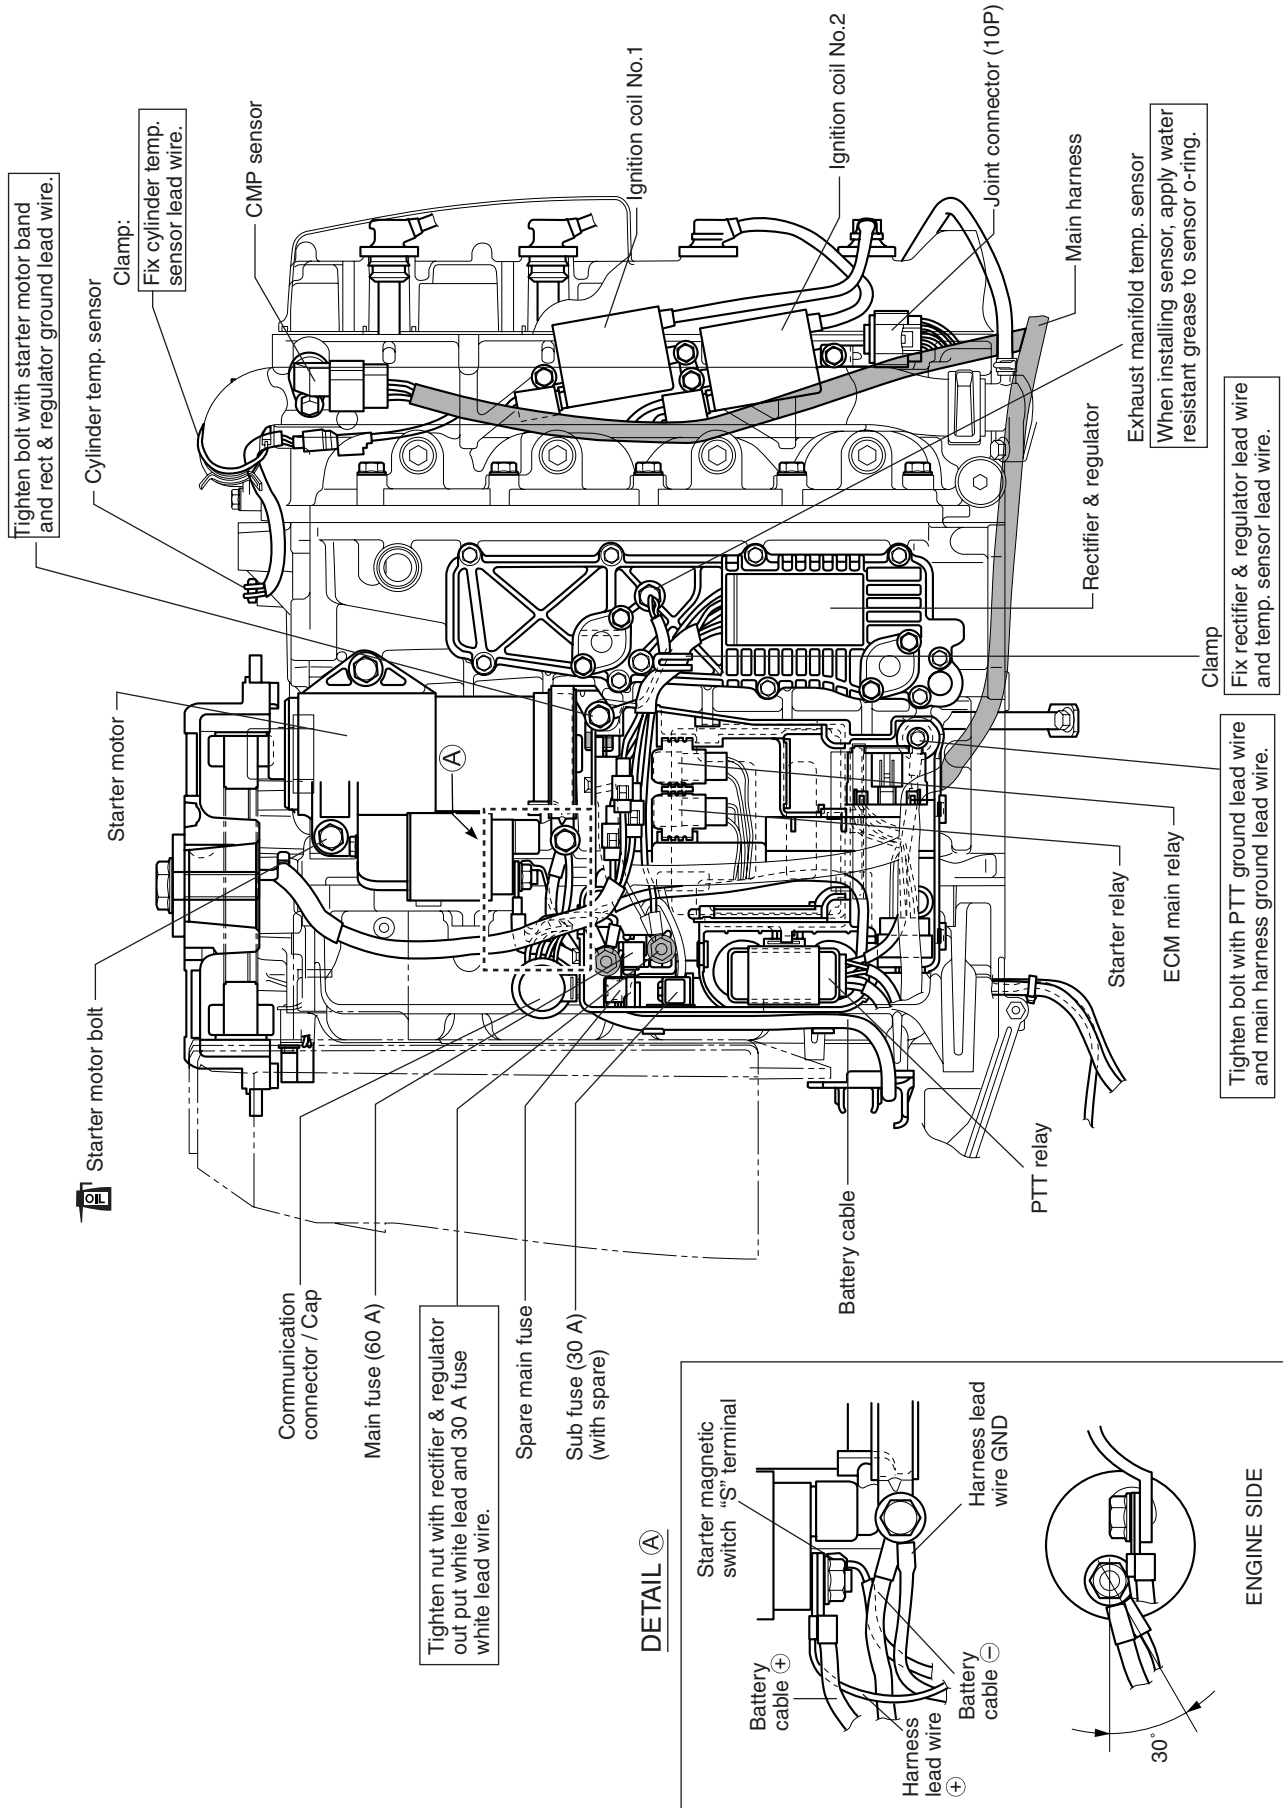 Tighten bolt with starter motor band
and rect & regulator ground lead wire.
Clamp:
Fix cylinder temp.
sensor lead wire.
Cylinder temp. sensor
CMP sensor
Ignition coil No.1
Ignition coil No.2
Joint connector (10P)
Main harness
Exhaust manifold temp. sensor
When installing sensor, apply water
resistant grease to sensor o-ring.
Rectifier & regulator
Clamp
Fix rectifier & regulator lead wire
and temp. sensor lead wire.
Starter motor
A
OIL
Starter motor bolt
Starter relay
ECM main relay
Tighten bolt with PTT ground lead wire
and main harness ground lead wire.
PTT relay
Battery cable
Communication
connector / Cap
Main fuse (60 A)
Tighten nut with rectifier & regulator
out put white lead and 30 A fuse
white lead wire.
Spare main fuse
Sub fuse (30 A)
(with spare)
DETAIL Ⓐ
Starter magnetic
switch “S” terminal
Harness lead
wire GND
Battery
cable ⊕
Harness
lead wire
⊕
Battery
cable ⊖
30°
ENGINE SIDE